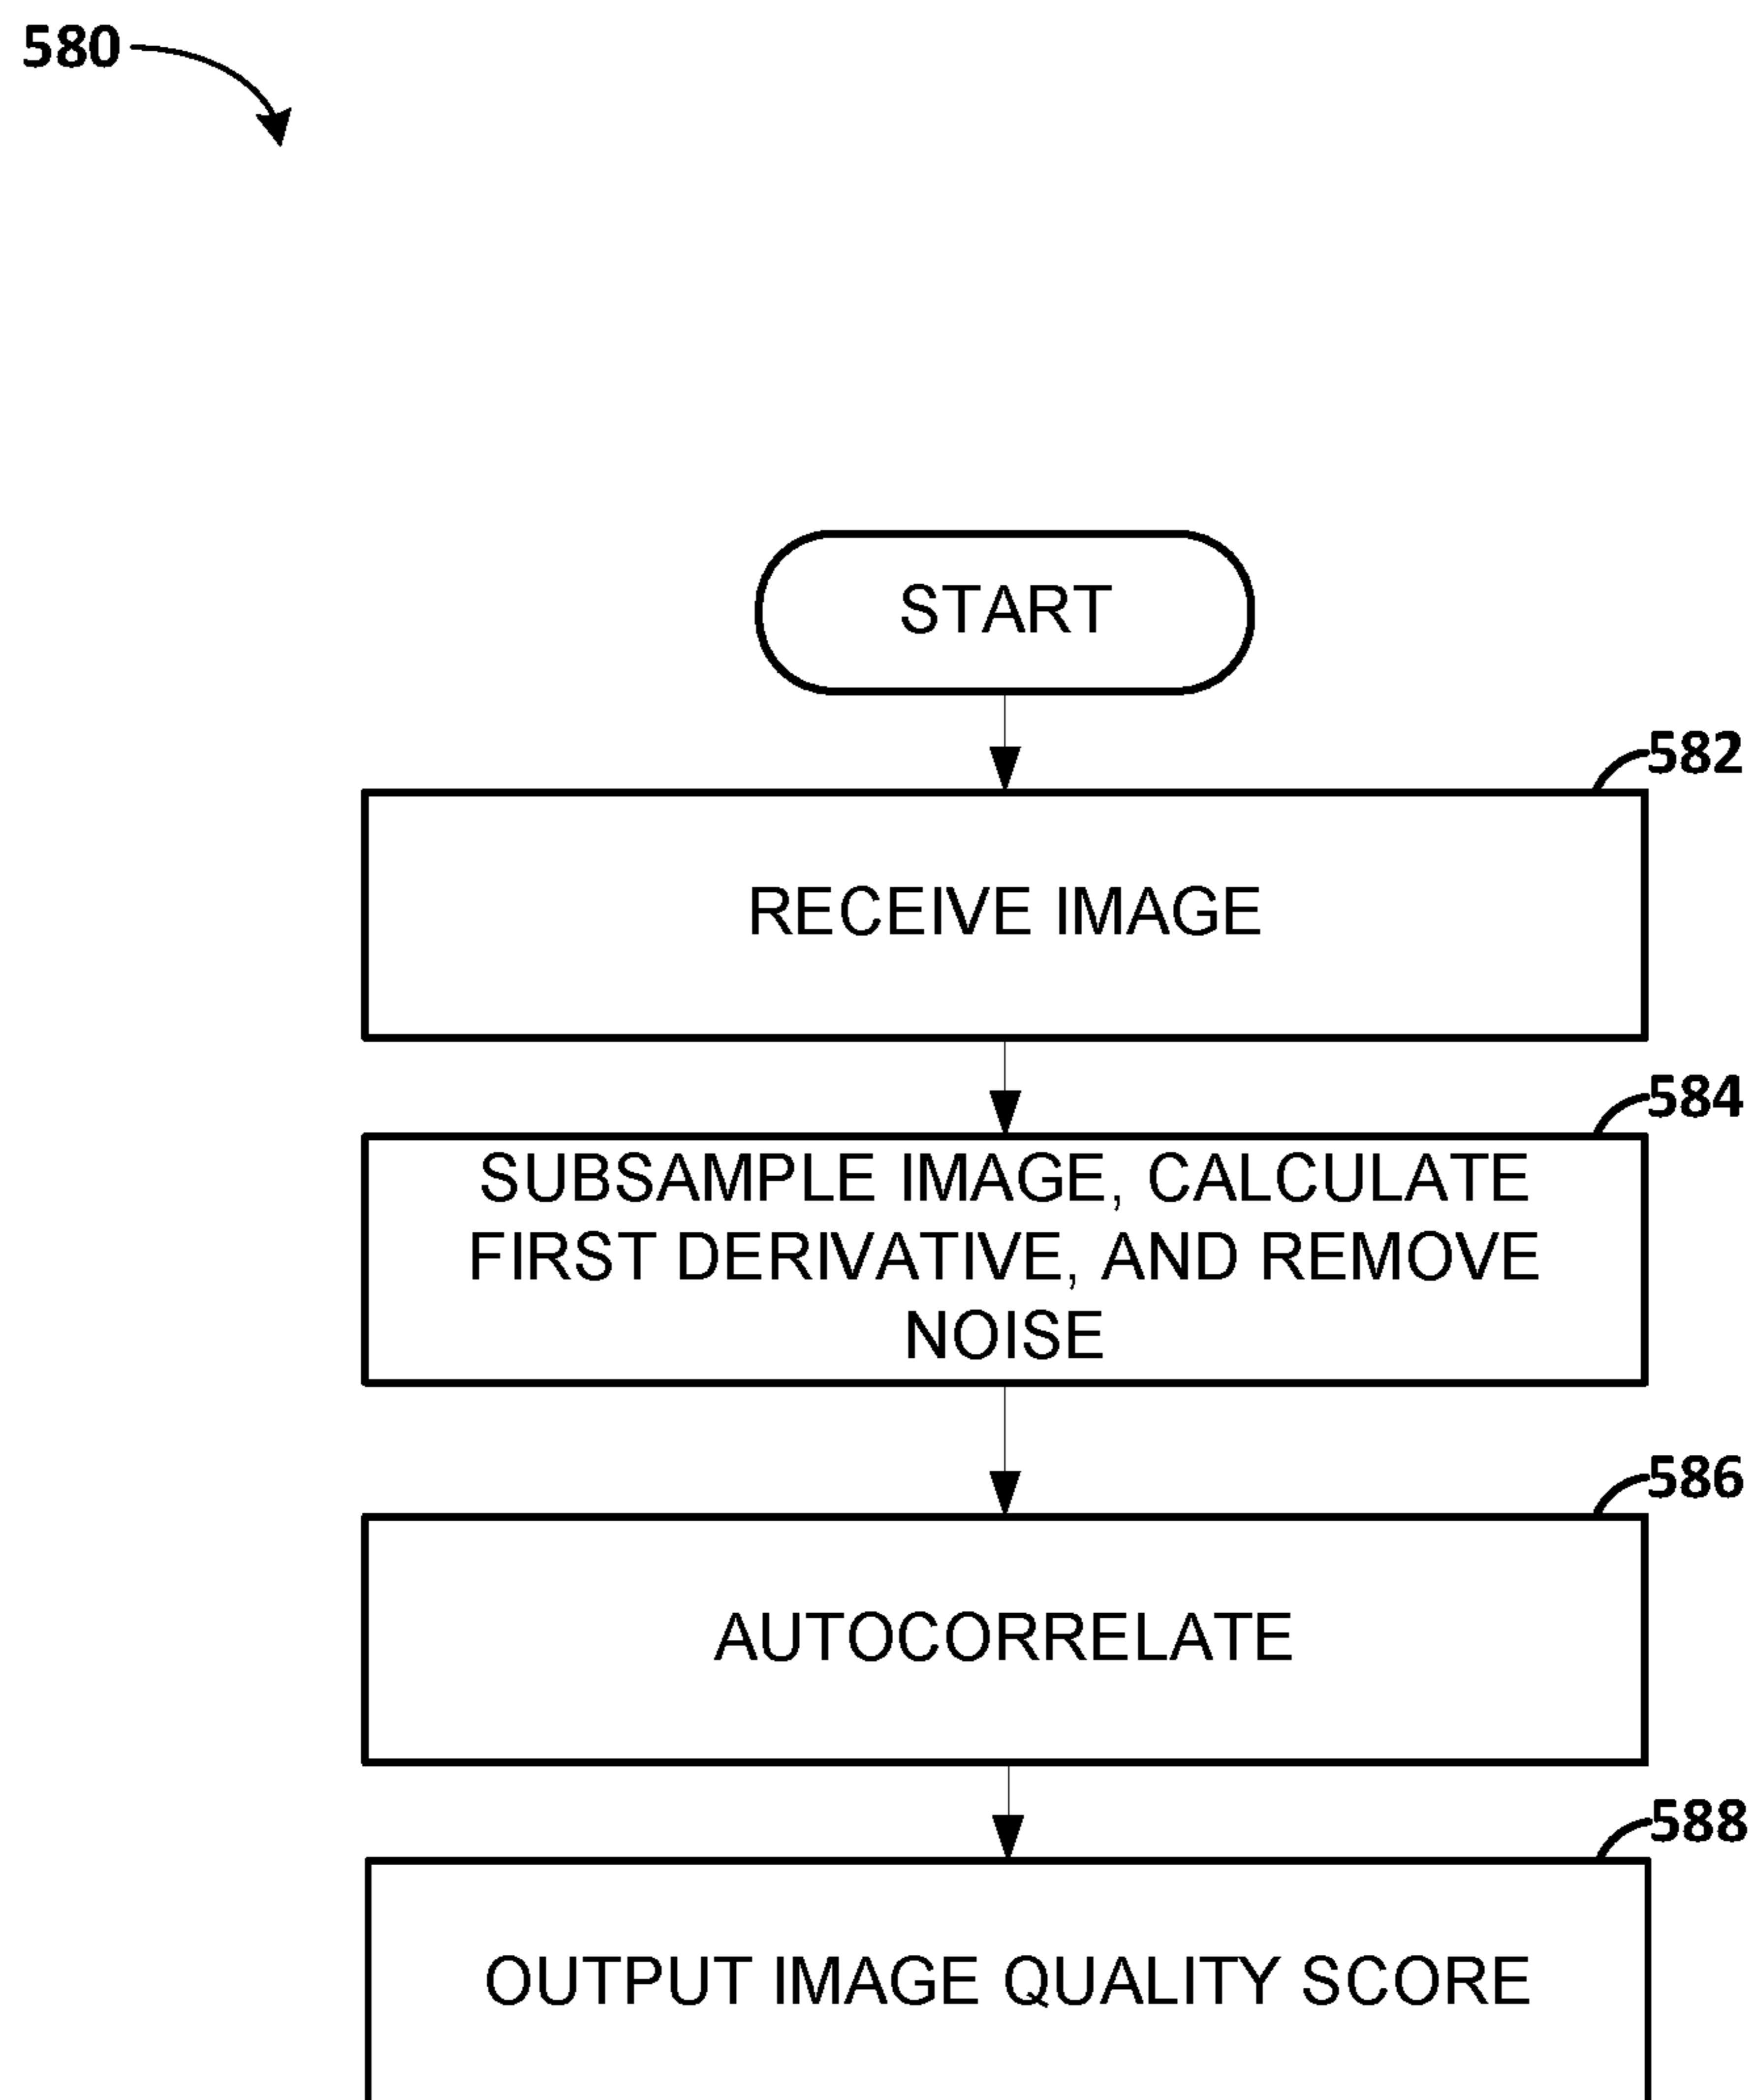 580
START
582
RECEIVE IMAGE
584
SUBSAMPLE IMAGE, CALCULATE
FIRST DERIVATIVE, AND REMOVE
NOISE
586
AUTOCORRELATE
588
OUTPUT IMAGE QUALITY SCORE